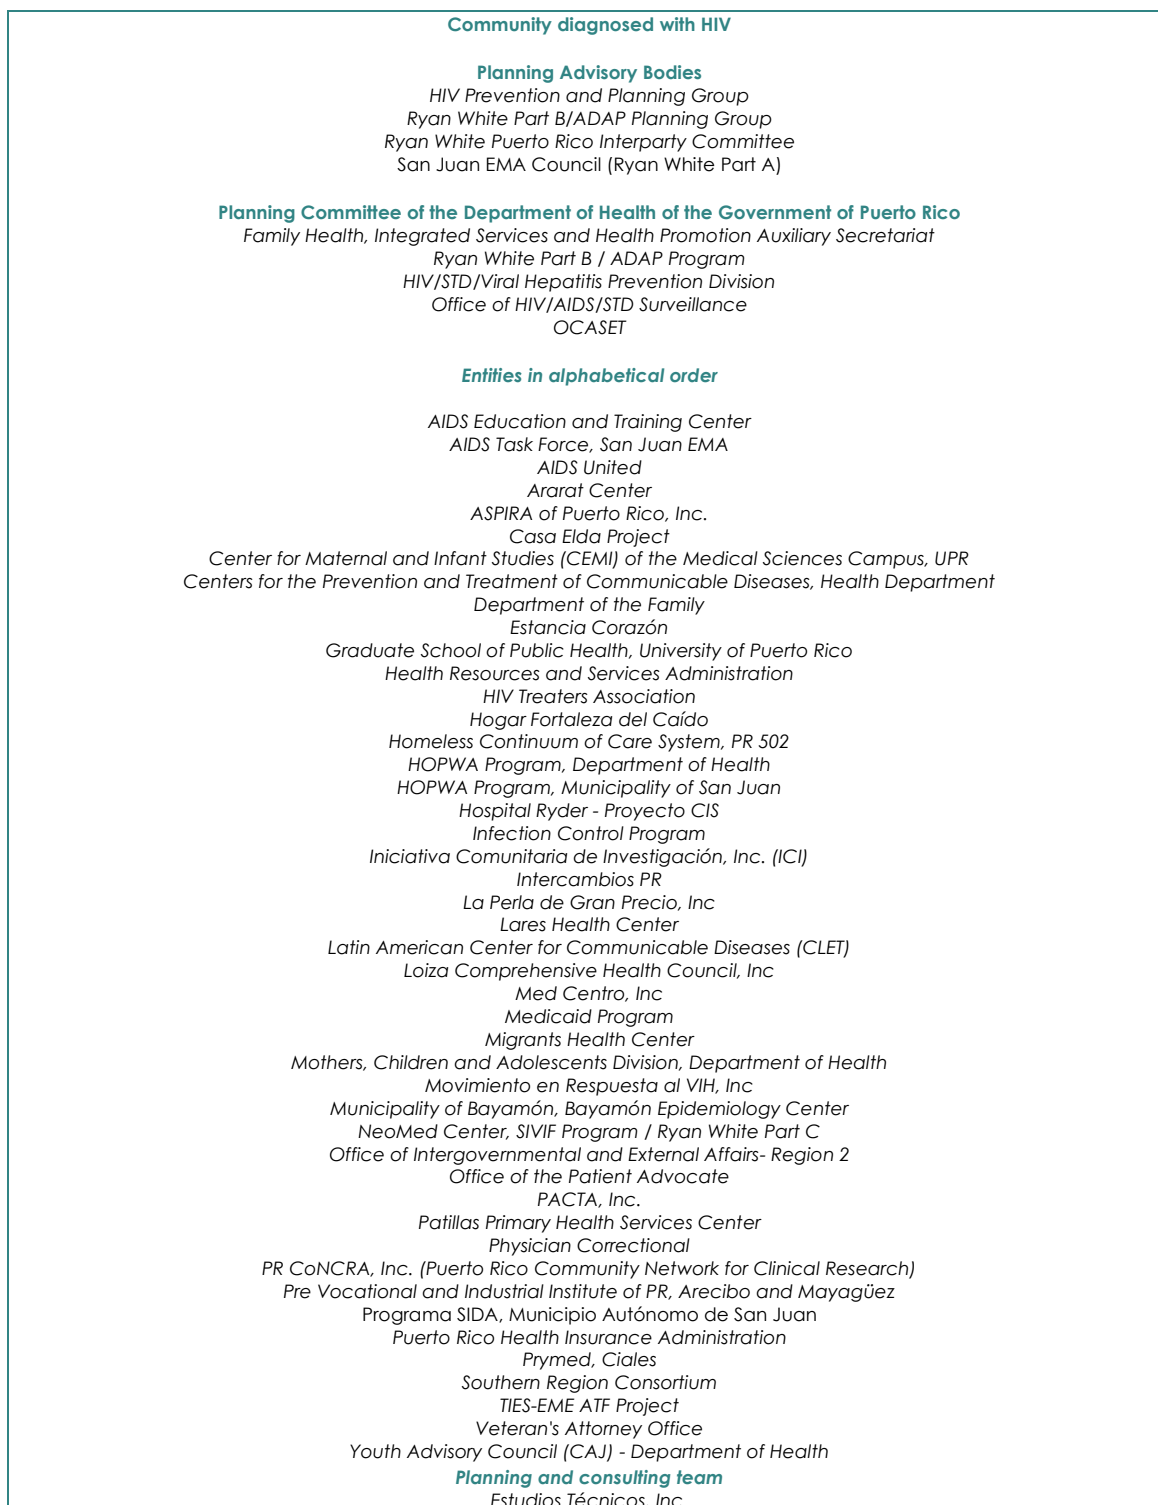 Community diagnosed with HIV
Planning Advisory Bodies
HIV Prevention and Planning Group
Ryan White Part B/ADAP Planning Group
Ryan White Puerto Rico Interparty Committee
San Juan EMA Council (Ryan White Part A)
Planning Committee of the Department of Health of the Government of Puerto Rico
Family Health, Integrated Services and Health Promotion Auxiliary Secretariat
Ryan White Part B / ADAP Program
HIV/STD/Viral Hepatitis Prevention Division
Office of HIV/AIDS/STD Surveillance
OCASET
Entities in alphabetical order
AIDS Education and Training Center
AIDS Task Force, San Juan EMA
AIDS United
Ararat Center
ASPIRA of Puerto Rico, Inc.
Casa Elda Project
Center for Maternal and Infant Studies (CEMI) of the Medical Sciences Campus, UPR
Centers for the Prevention and Treatment of Communicable Diseases, Health Department
Department of the Family
Estancia Corazón
Graduate School of Public Health, University of Puerto Rico
Health Resources and Services Administration
HIV Treaters Association
Hogar Fortaleza del Caído
Homeless Continuum of Care System, PR 502
HOPWA Program, Department of Health
HOPWA Program, Municipality of San Juan
Hospital Ryder - Proyecto CIS
Infection Control Program
Iniciativa Comunitaria de Investigación, Inc. (ICI)
Intercambios PR
La Perla de Gran Precio, Inc
Lares Health Center
Latin American Center for Communicable Diseases (CLET)
Loiza Comprehensive Health Council, Inc
Med Centro, Inc
Medicaid Program
Migrants Health Center
Mothers, Children and Adolescents Division, Department of Health
Movimiento en Respuesta al VIH, Inc
Municipality of Bayamón, Bayamón Epidemiology Center
NeoMed Center, SIVIF Program / Ryan White Part C
Office of Intergovernmental and External Affairs- Region 2
Office of the Patient Advocate
PACTA, Inc.
Patillas Primary Health Services Center
Physician Correctional
PR CoNCRA, Inc. (Puerto Rico Community Network for Clinical Research)
Pre Vocational and Industrial Institute of PR, Arecibo and Mayagüez
Programa SIDA, Municipio Autónomo de San Juan
Puerto Rico Health Insurance Administration
Prymed, Ciales
Southern Region Consortium
TIES-EME ATF Project
Veteran's Attorney Office
Youth Advisory Council (CAJ) - Department of Health
Planning and consulting team
Estudios Técnicos, Inc